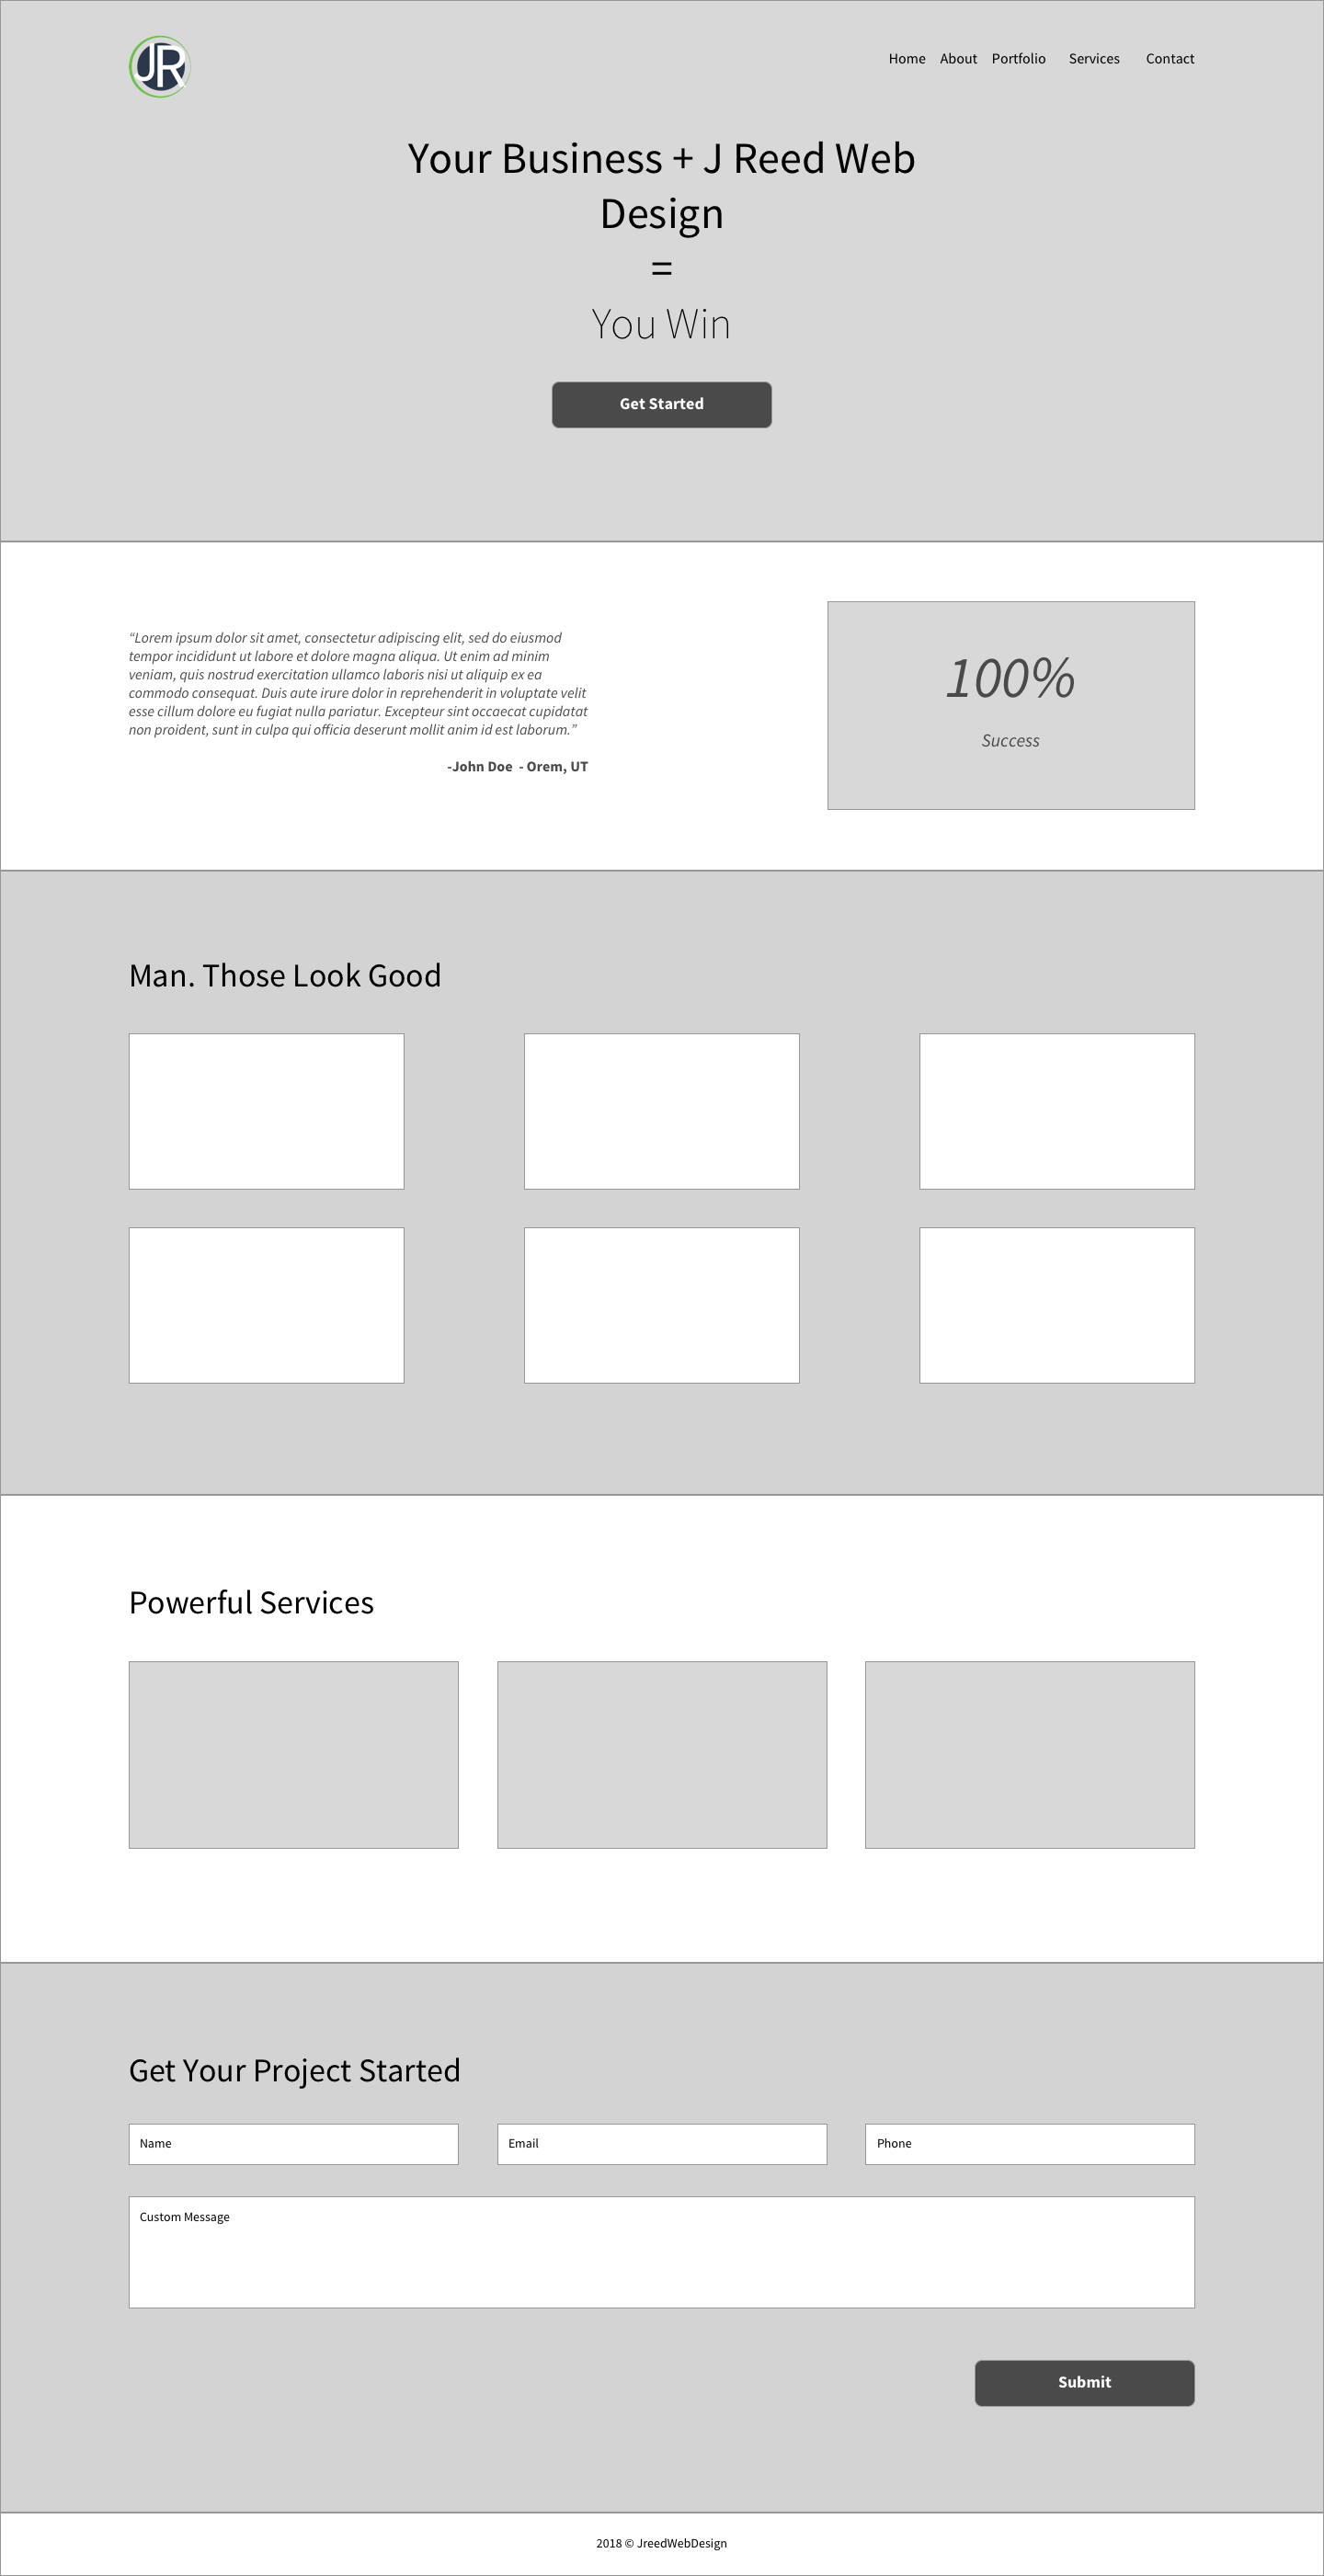 JR
Home About Portfolio Services Contact
Your Business + J Reed Web
Design
=
You Win
Get Started
“Lorem ipsum dolor sit amet, consectetur adipiscing elit, sed do eiusmod
tempor incididunt ut labore et dolore magna aliqua. Ut enim ad minim
veniam, quis nostrud exercitation ullamco laboris nisi ut aliquip ex ea
commodo consequat. Duis aute irure dolor in reprehenderit in voluptate velit
esse cillum dolore eu fugiat nulla pariatur. Excepteur sint occaecat cupidatat
non proident, sunt in culpa qui officia deserunt mollit anim id est laborum.”
-John Doe - Orem, UT
100%
Success
Man. Those Look Good
Powerful Services
Get Your Project Started
Name
Email
Phone
Custom Message
Submit
2018 © JreedWebDesign